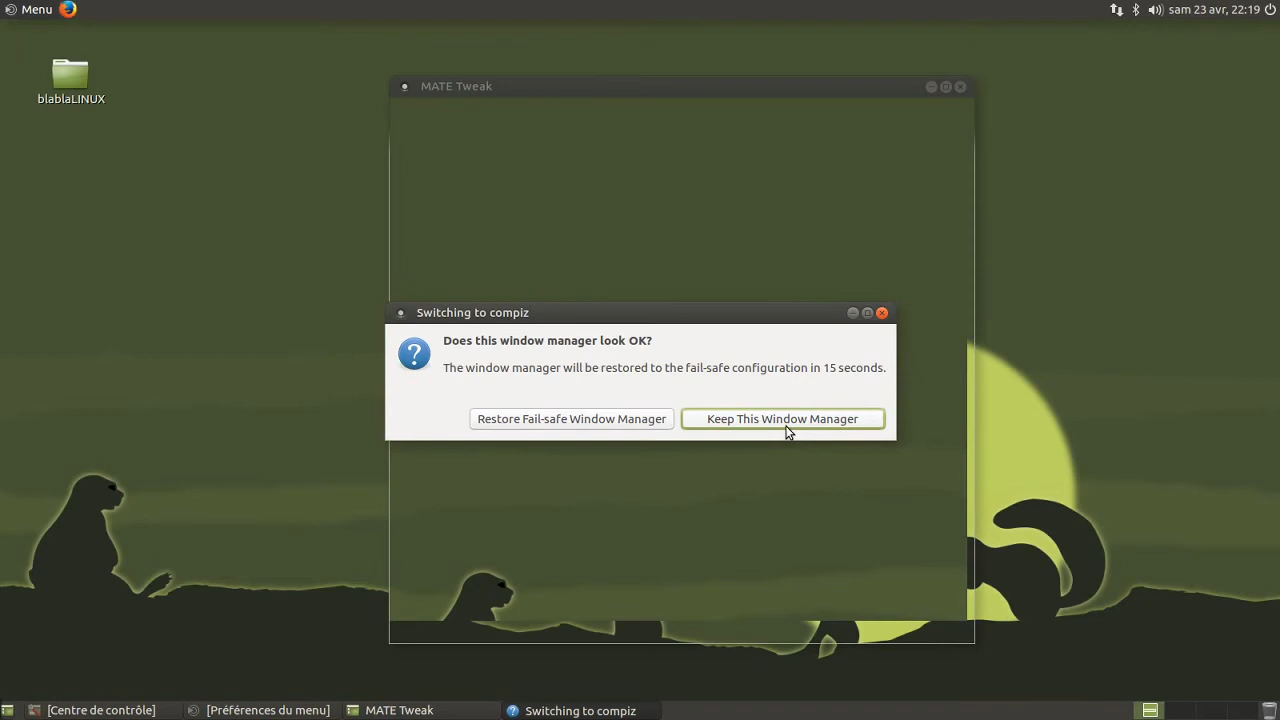 Menu
sam 23 avr, 22:19
blablaLINUX
MATE Tweak
Switching to compiz
Does this window manager look OK?
The window manager will be restored to the fail-safe configuration in 15 seconds.
Restore Fail-safe Window Manager
Keep This Window Manager
[Centre de contrôle]
[Préférences du menu]
MATE Tweak
Switching to compiz